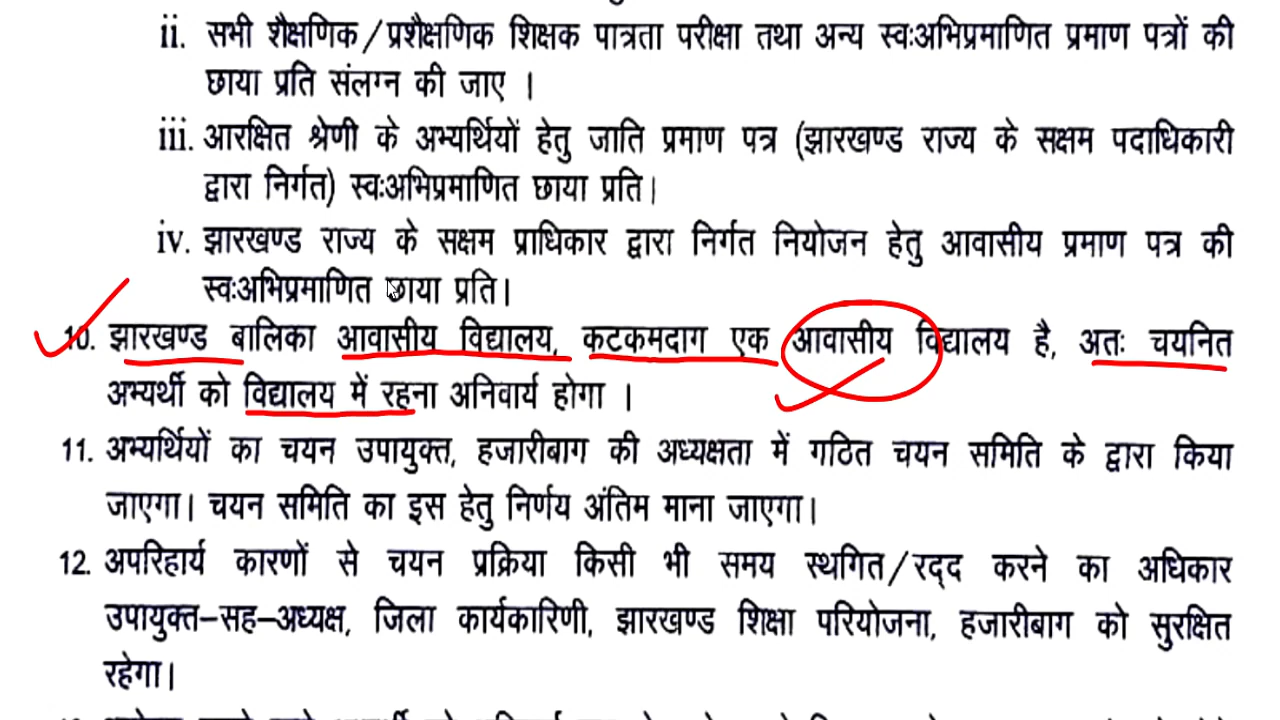 ii. सभी शैक्षणिक/प्रशैक्षणिक शिक्षक पात्रता परीक्षा तथा अन्य स्वःअभिप्रमाणित प्रमाण पत्रों की
छाया प्रति संलग्न की जाए ।
iii. आरक्षित श्रेणी के अभ्यर्थियों हेतु जाति प्रमाण पत्र (झारखण्ड राज्य के सक्षम पदाधिकारी
द्वारा निर्गत) स्वःअभिप्रमाणित छाया प्रति।
iv. झारखण्ड राज्य के सक्षम प्राधिकार द्वारा निर्गत नियोजन हेतु आवासीय प्रमाण पत्र की
स्वःअभिप्रमाणित छाया प्रति।
10. झारखण्ड बालिका आवासीय विद्यालय, कटकमदाग एक आवासीय विद्यालय है, अतः चयनित
अभ्यर्थी को विद्यालय में रहना अनिवार्य होगा ।
11. अभ्यर्थियों का चयन उपायुक्त, हजारीबाग की अध्यक्षता में गठित चयन समिति के द्वारा किया
जाएगा। चयन समिति का इस हेतु निर्णय अंतिम माना जाएगा।
12. अपरिहार्य कारणों से चयन प्रक्रिया किसी भी समय स्थगित/रद्द करने का अधिकार
उपायुक्त–सह–अध्यक्ष, जिला कार्यकारिणी, झारखण्ड शिक्षा परियोजना, हजारीबाग को सुरक्षित
रहेगा।